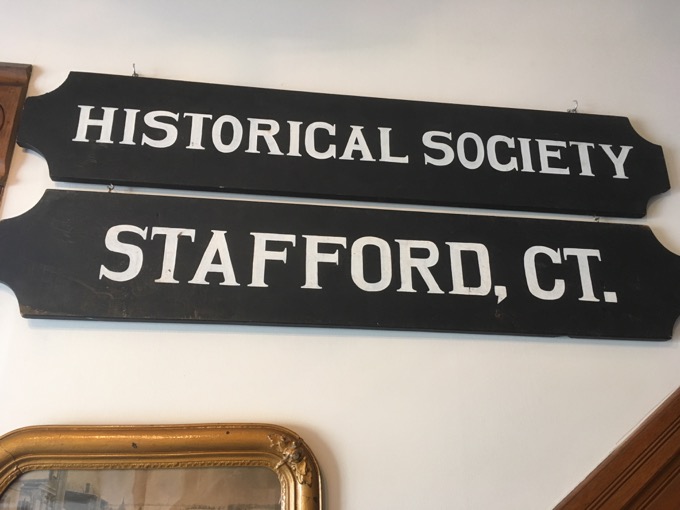 HISTORICAL SOCIETY
STAFFORD, CT.